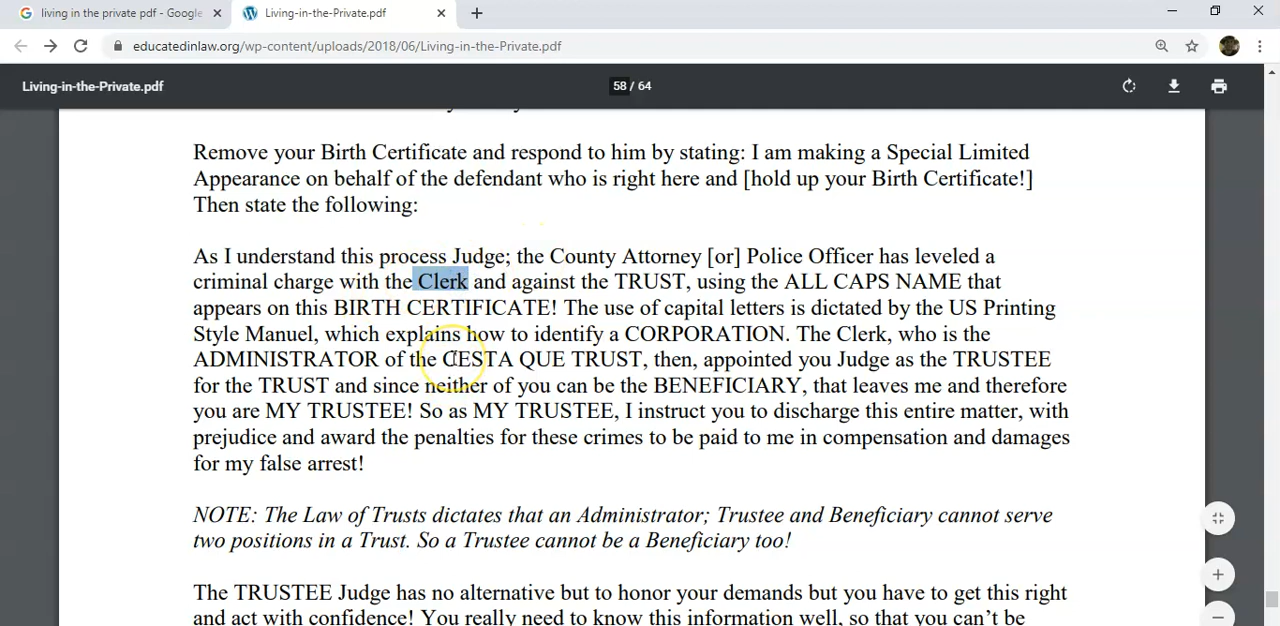 living in the private pdf - Google
Living-in-the-Private.pdf
educatedinlaw.org/wp-content/uploads/2018/06/Living-in-the-Private.pdf
Living-in-the-Private.pdf
58 / 64
Remove your Birth Certificate and respond to him by stating: I am making a Special Limited
Appearance on behalf of the defendant who is right here and [hold up your Birth Certificate!]
Then state the following:
As I understand this process Judge; the County Attorney [or] Police Officer has leveled a
criminal charge with the Clerk and against the TRUST, using the ALL CAPS NAME that
appears on this BIRTH CERTIFICATE! The use of capital letters is dictated by the US Printing
Style Manuel, which explains how to identify a CORPORATION. The Clerk, who is the
ADMINISTRATOR of the CESTA QUE TRUST, then, appointed you Judge as the TRUSTEE
for the TRUST and since neither of you can be the BENEFICIARY, that leaves me and therefore
you are MY TRUSTEE! So as MY TRUSTEE, I instruct you to discharge this entire matter, with
prejudice and award the penalties for these crimes to be paid to me in compensation and damages
for my false arrest!
NOTE: The Law of Trusts dictates that an Administrator; Trustee and Beneficiary cannot serve
two positions in a Trust. So a Trustee cannot be a Beneficiary too!
The TRUSTEE Judge has no alternative but to honor your demands but you have to get this right
and act with confidence! You really need to know this information well, so that you can't be